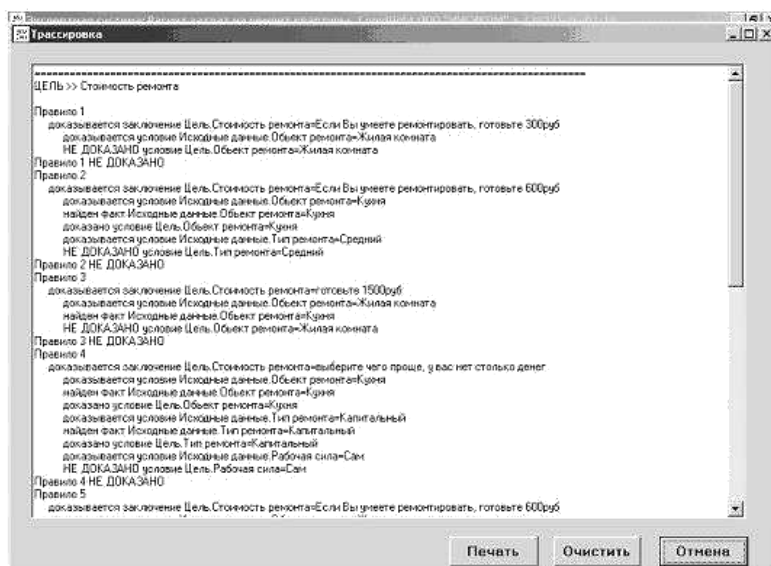 Трассировка
ЦЕЛЬ >> Стоимость ремонта
Правило 1
доказывается заключение Цель.Стоимость ремонта=Если Вы умеете ремонтировать, готовьте 300руб
доказывается условие Исходные данные.Объект ремонта=Жилая комната
НЕ ДОКАЗАНО условие Цель.Объект ремонта=Жилая комната
Правило 1 НЕ ДОКАЗАНО
Правило 2
доказывается заключение Цель.Стоимость ремонта=Если Вы умеете ремонтировать, готовьте 600руб
доказывается условие Исходные данные.Объект ремонта=Кухня
найден факт Исходные данные.Объект ремонта=Кухня
доказано условие Цель.Объект ремонта=Кухня
доказывается условие Исходные данные.Тип ремонта=Средний
НЕ ДОКАЗАНО условие Цель.Тип ремонта=Средний
Правило 2 НЕ ДОКАЗАНО
Правило 3
доказывается заключение Цель.Стоимость ремонта=готовьте 1500руб
доказывается условие Исходные данные.Объект ремонта=Жилая комната
найден факт Исходные данные.Объект ремонта=Кухня
НЕ ДОКАЗАНО условие Цель.Объект ремонта=Жилая комната
Правило 3 НЕ ДОКАЗАНО
Правило 4
доказывается заключение Цель.Стоимость ремонта=выберите чего проще, у вас нет столько денег
доказывается условие Исходные данные.Объект ремонта=Кухня
найден факт Исходные данные.Объект ремонта=Кухня
доказано условие Цель.Объект ремонта=Кухня
доказывается условие Исходные данные.Тип ремонта=Капитальный
найден факт Исходные данные.Тип ремонта=Капитальный
доказано условие Цель.Тип ремонта=Капитальный
доказывается условие Исходные данные.Рабочая сила=Сам
НЕ ДОКАЗАНО условие Цель.Рабочая сила=Сам
Правило 4 НЕ ДОКАЗАНО
Правило 5
доказывается заключение Цель.Стоимость ремонта=Если Вы умеете ремонтировать, готовьте 600руб
Печать Очистить Отмена